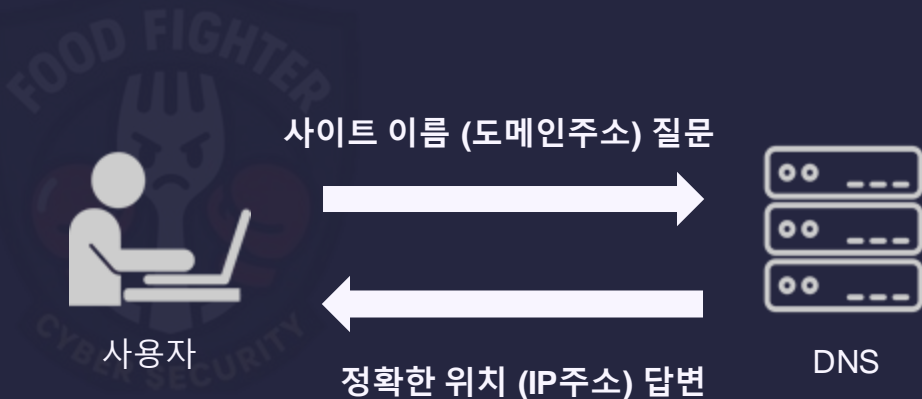 FOOD FIGHTER
사이트 이름 (도메인주소) 질문
사용자
CYBER SECURITY
DNS
정확한 위치 (IP주소) 답변